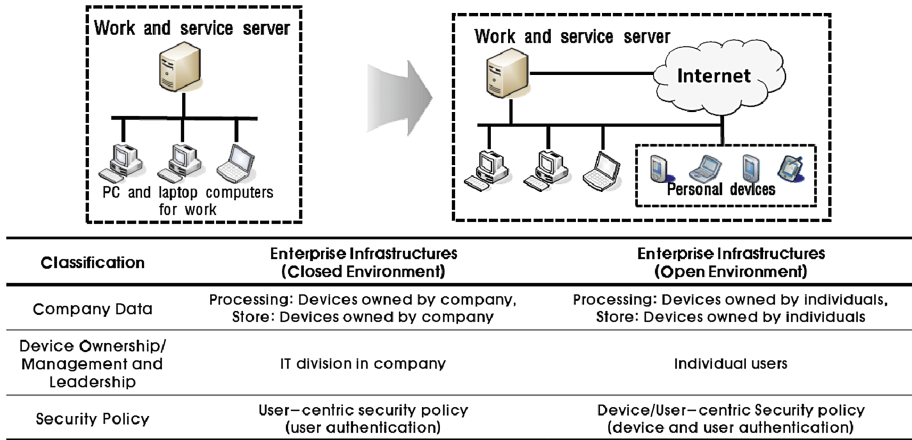 Work and service server
PC and laptop computers
for work
Work and service server
Internet
Personal devices
Classification
Enterprise Infrastructures
(Closed Environment)
Enterprise Infrastructures
(Open Environment)
Company Data
Processing: Devices owned by company,
Store: Devices owned by company
Processing: Devices owned by individuals,
Store: Devices owned by individuals
Device Ownership/
Management and
Leadership
IT division in company
Individual users
Security Policy
User-centric security policy
(user authentication)
Device/User-centric Security policy
(device and user authentication)